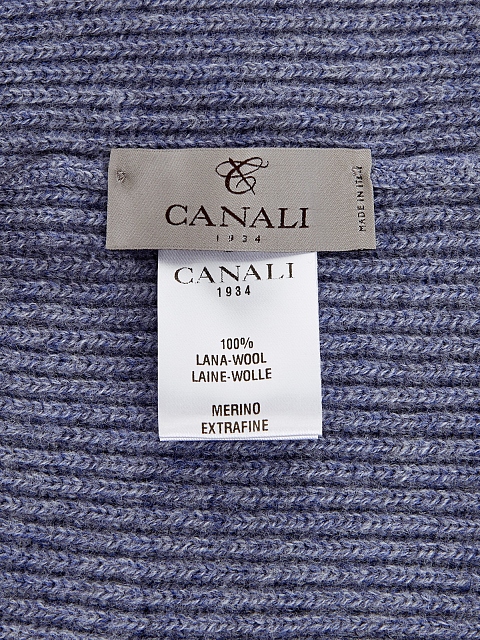 CANALI
1934
MADE IN ITALY
CANALI
1934
100%
LANA-WOOL
LAINE-WOLLE
MERINO
EXTRAFINE